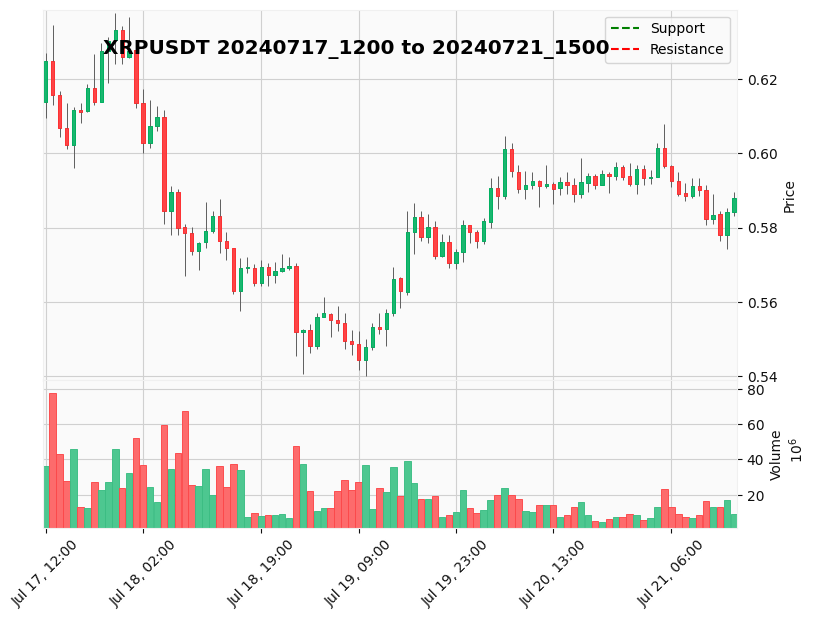 XRPUSDT 20240717_1200 to 20240721_1500
Support
Resistance
0.62
0.60
0.58
0.56
0.54
Price
80
60
40
20
Volume
10^6
Jul 17, 12:00
Jul 18, 02:00
Jul 18, 19:00
Jul 19, 09:00
Jul 19, 23:00
Jul 20, 13:00
Jul 21, 06:00